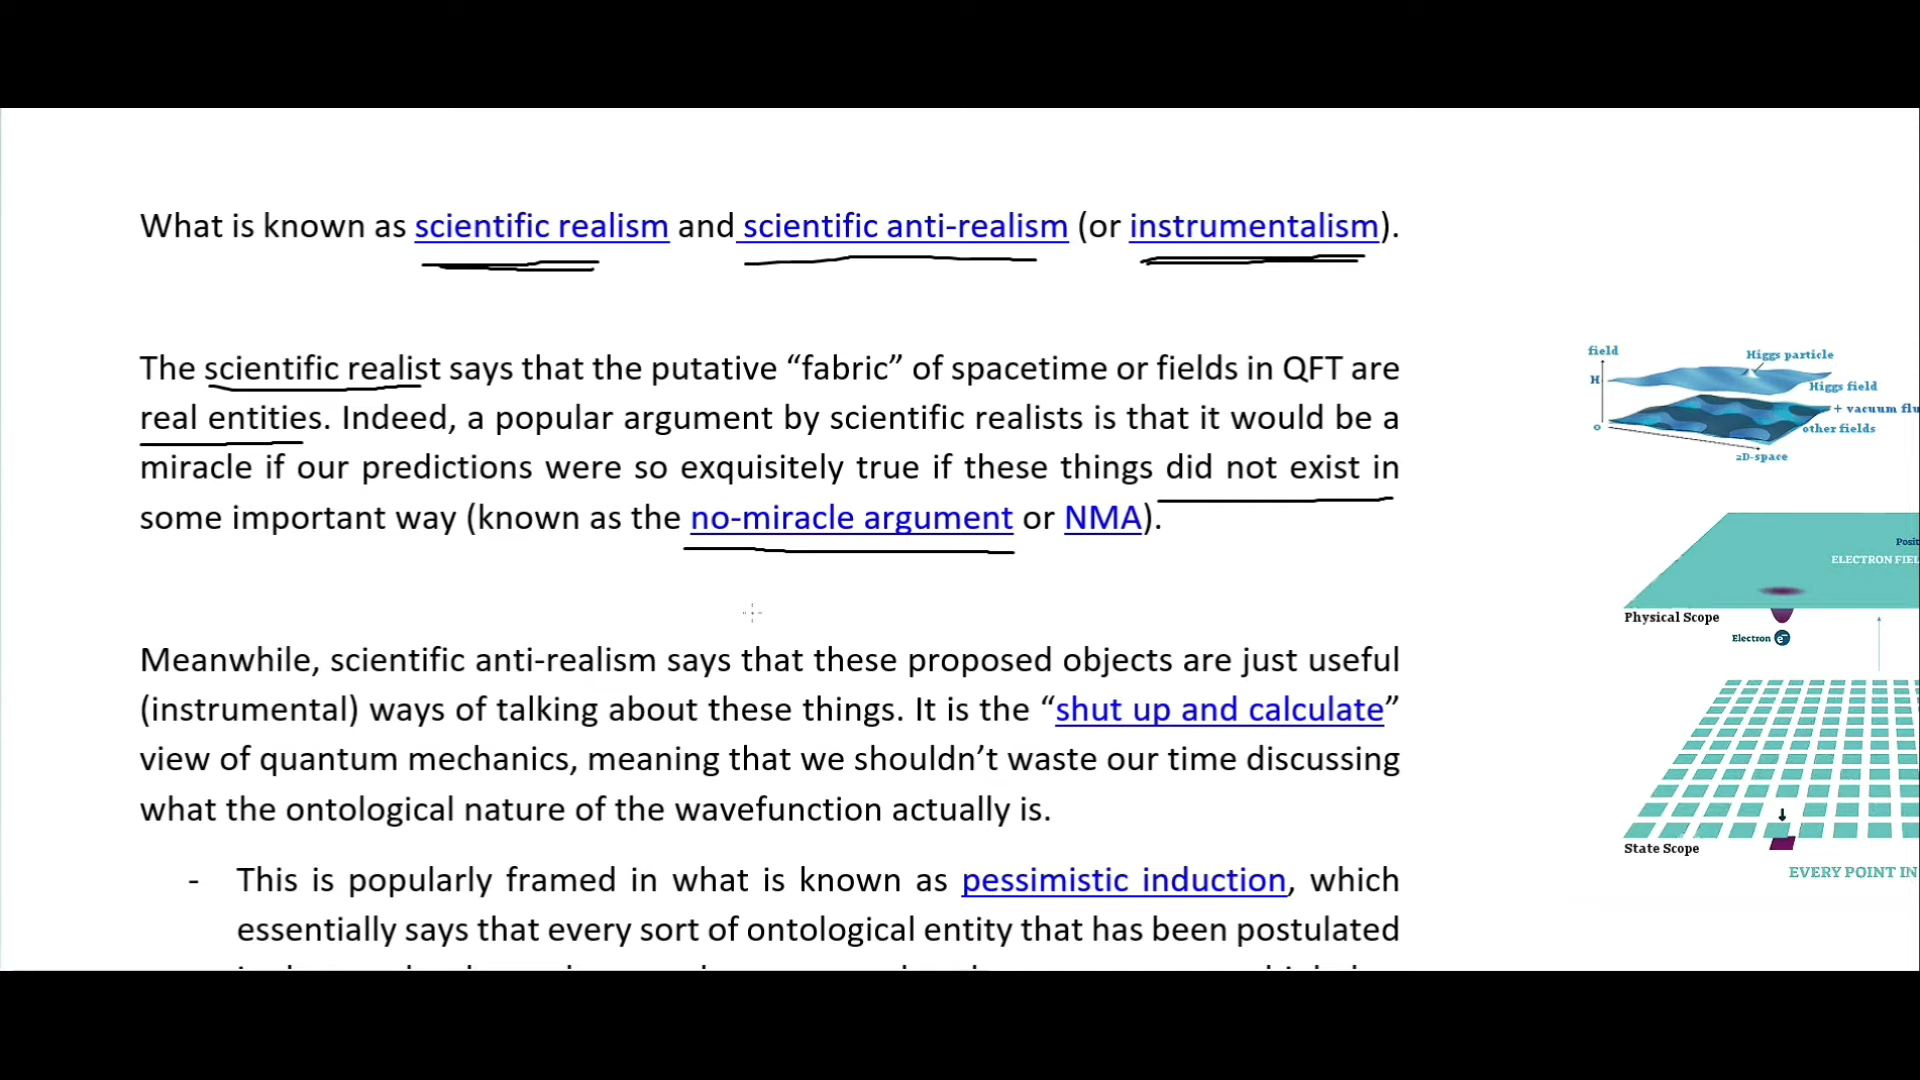 What is known as scientific realism and scientific anti-realism (or instrumentalism).
The scientific realist says that the putative “fabric” of spacetime or fields in QFT are
real entities. Indeed, a popular argument by scientific realists is that it would be a
miracle if our predictions were so exquisitely true if these things did not exist in
some important way (known as the no-miracle argument or NMA).
Meanwhile, scientific anti-realism says that these proposed objects are just useful
(instrumental) ways of talking about these things. It is the “shut up and calculate”
view of quantum mechanics, meaning that we shouldn’t waste our time discussing
what the ontological nature of the wavefunction actually is.
- This is popularly framed in what is known as pessimistic induction, which
essentially says that every sort of ontological entity that has been postulated
field
Higgs particle
H
Higgs field
+ vacuum flu
0
other fields
2D-space
Posit
ELECTRON FIEL
Physical Scope
Electron e⁻
State Scope
EVERY POINT IN